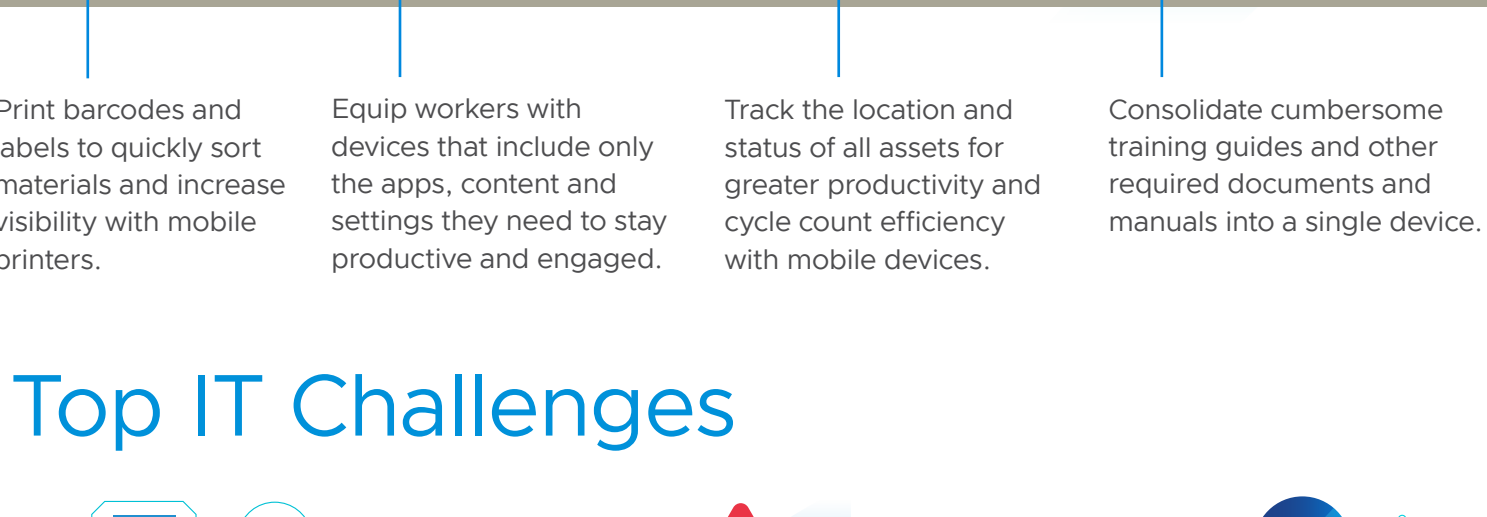 Print barcodes and
labels to quickly sort
materials and increase
visibility with mobile
printers.
Equip workers with
devices that include only
the apps, content and
settings they need to stay
productive and engaged.
Track the location and
status of all assets for
greater productivity and
cycle count efficiency
with mobile devices.
Consolidate cumbersome
training guides and other
required documents and
manuals into a single device.
Top IT Challenges